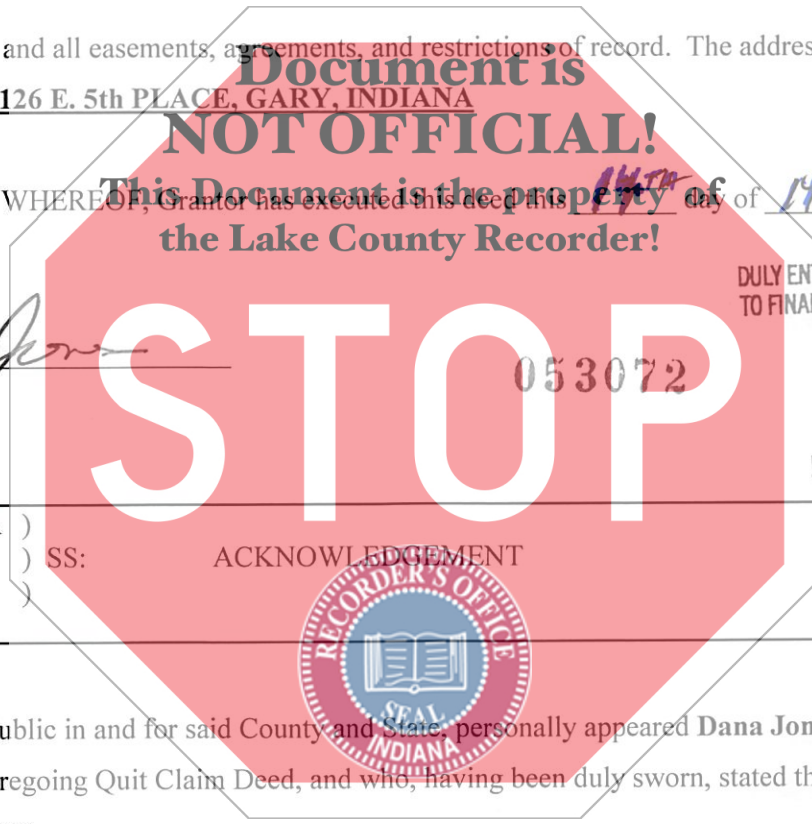 and all easements, agreements, and restrictions of record. The addres
Document is
126 E. 5th PLACE, GARY, INDIANA
NOT OFFICIAL!
This Document is the property of
WHEREOF, Grantor has executed this deed this 14TH day of 14
the Lake County Recorder!
DULY EN
TO FINA
STOP
053072
)
) SS: ACKNOWLEDGEMENT
)
RECORDER'S OFFICE
SEAL
INDIANA
ublic in and for said County and State, personally appeared Dana Jon
regoing Quit Claim Deed, and who, having been duly sworn, stated th